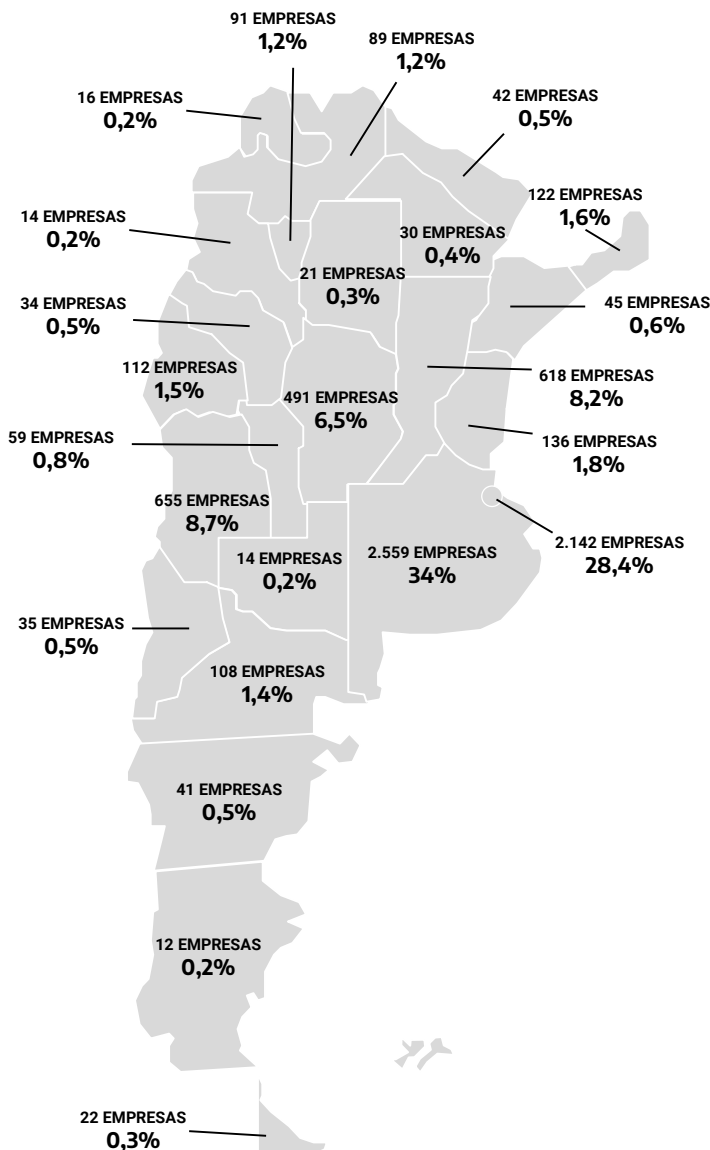 91 EMPRESAS
1,2%
89 EMPRESAS
1,2%
16 EMPRESAS
0,2%
42 EMPRESAS
0,5%
122 EMPRESAS
1,6%
14 EMPRESAS
0,2%
30 EMPRESAS
0,4%
21 EMPRESAS
0,3%
34 EMPRESAS
0,5%
45 EMPRESAS
0,6%
112 EMPRESAS
1,5%
618 EMPRESAS
8,2%
491 EMPRESAS
6,5%
59 EMPRESAS
0,8%
136 EMPRESAS
1,8%
655 EMPRESAS
8,7%
2.142 EMPRESAS
28,4%
2.559 EMPRESAS
34%
14 EMPRESAS
0,2%
35 EMPRESAS
0,5%
108 EMPRESAS
1,4%
41 EMPRESAS
0,5%
12 EMPRESAS
0,2%
22 EMPRESAS
0,3%